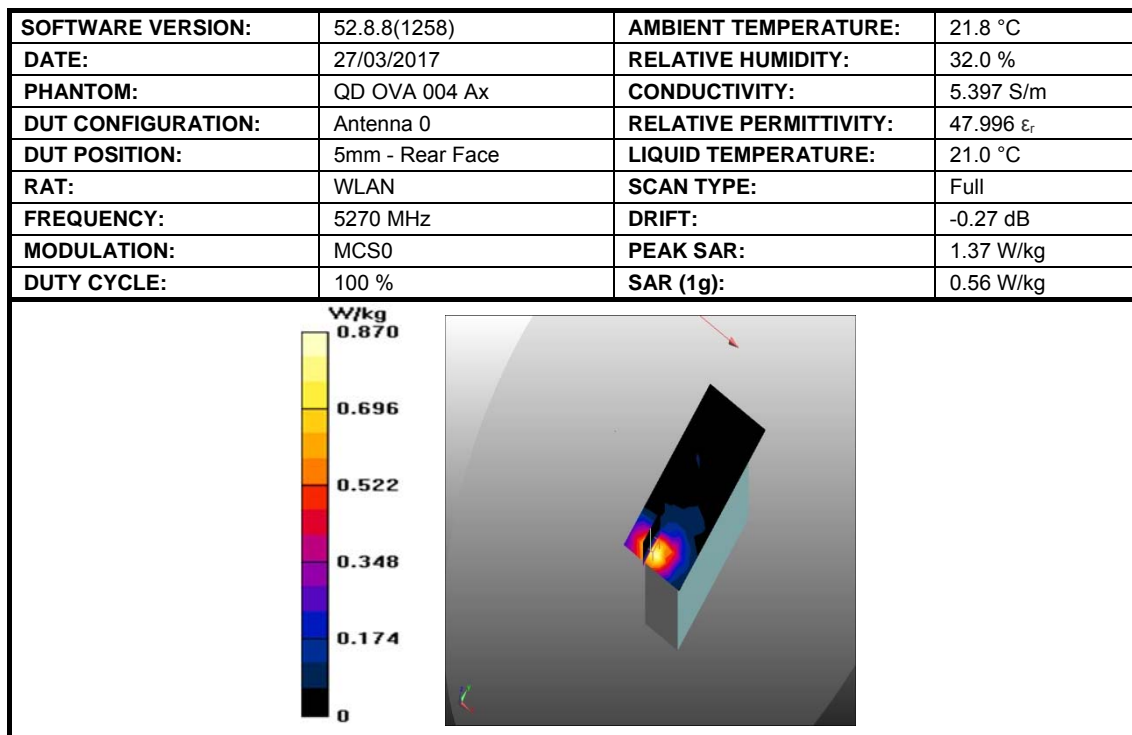 SOFTWARE VERSION: 52.8.8(1258) AMBIENT TEMPERATURE: 21.8 °C
DATE: 27/03/2017 RELATIVE HUMIDITY: 32.0 %
PHANTOM: QD OVA 004 Ax CONDUCTIVITY: 5.397 S/m
DUT CONFIGURATION: Antenna 0 RELATIVE PERMITTIVITY: 47.996 εr
DUT POSITION: 5mm - Rear Face LIQUID TEMPERATURE: 21.0 °C
RAT: WLAN SCAN TYPE: Full
FREQUENCY: 5270 MHz DRIFT: -0.27 dB
MODULATION: MCS0 PEAK SAR: 1.37 W/kg
DUTY CYCLE: 100 % SAR (1g): 0.56 W/kg
W/kg
0.870
0.696
0.522
0.348
0.174
0